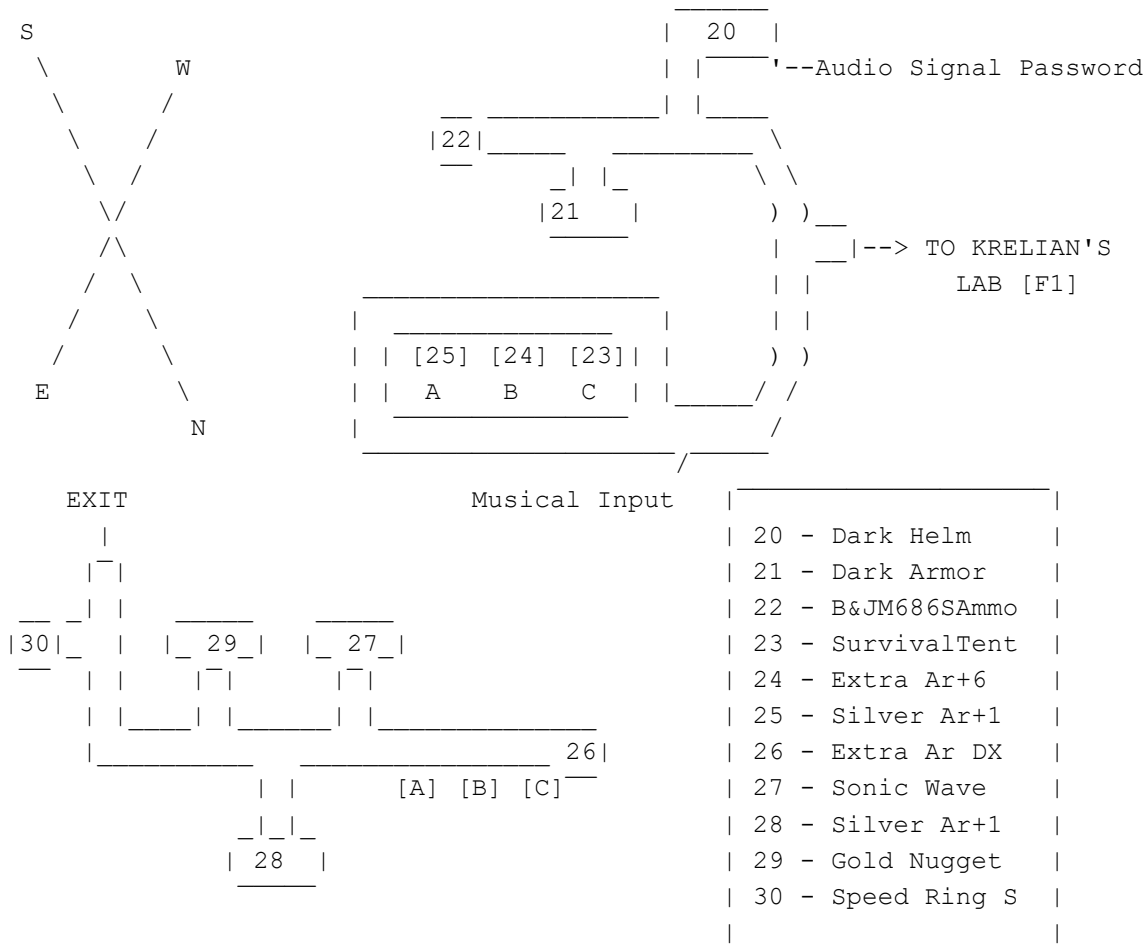 20
S
W
'--Audio Signal Password
22
21
--> TO KRELIAN'S
LAB [F1]
[25] [24] [23]
E
A B C
N
EXIT
Musical Input
20 - Dark Helm
21 - Dark Armor
22 - B&JM686SAmmo
30 29 27
23 - SurvivalTent
24 - Extra Ar+6
25 - Silver Ar+1
26
26 - Extra Ar DX
[A] [B] [C]
27 - Sonic Wave
28 - Silver Ar+1
28
29 - Gold Nugget
30 - Speed Ring S